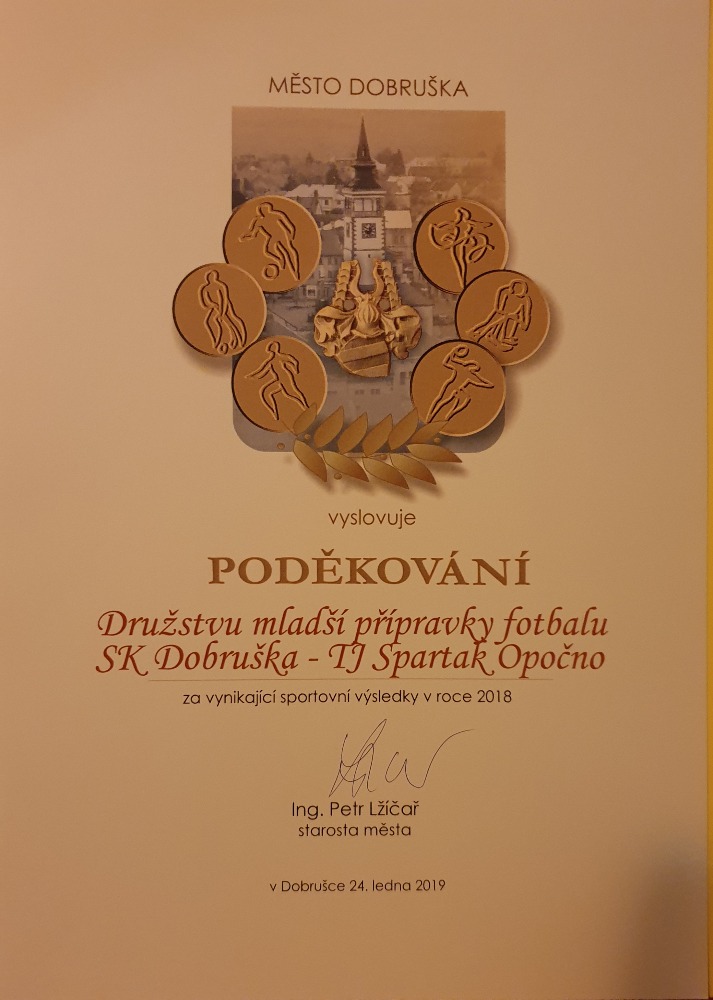 MĚSTO DOBRUŠKA
vyslovuje
PODĚKOVÁNÍ
Družstvu mladší přípravky fotbalu
SK Dobruška - TJ Spartak Opočno
za vynikající sportovní výsledky v roce 2018
Ing. Petr Lžíčař
starosta města
v Dobrušce 24. ledna 2019